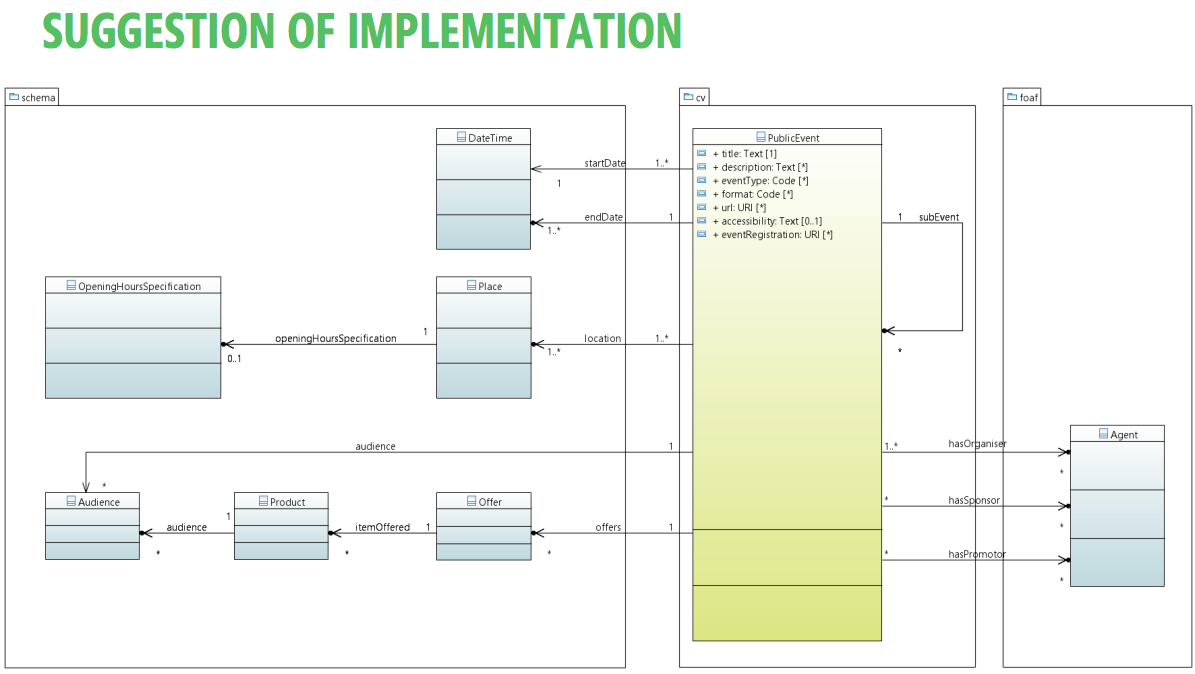 SUGGESTION OF IMPLEMENTATION
schema
cv
foaf
DateTime
PublicEvent
+ title: Text [1]
+ description: Text [*]
+ eventType: Code [*]
+ format: Code [*]
+ url: URI [*]
+ accessibility: Text [0..1]
+ eventRegistration: URI [*]
startDate 1..*
1
endDate 1
1..*
1 subEvent
*
OpeningHoursSpecification
Place
openingHoursSpecification 1
0..1
location 1..*
1..*
audience 1
*
Audience
Product
Offer
audience 1
*
itemOffered 1
*
offers 1
*
Agent
1..* hasOrganiser
*
* hasSponsor
*
* hasPromotor
*